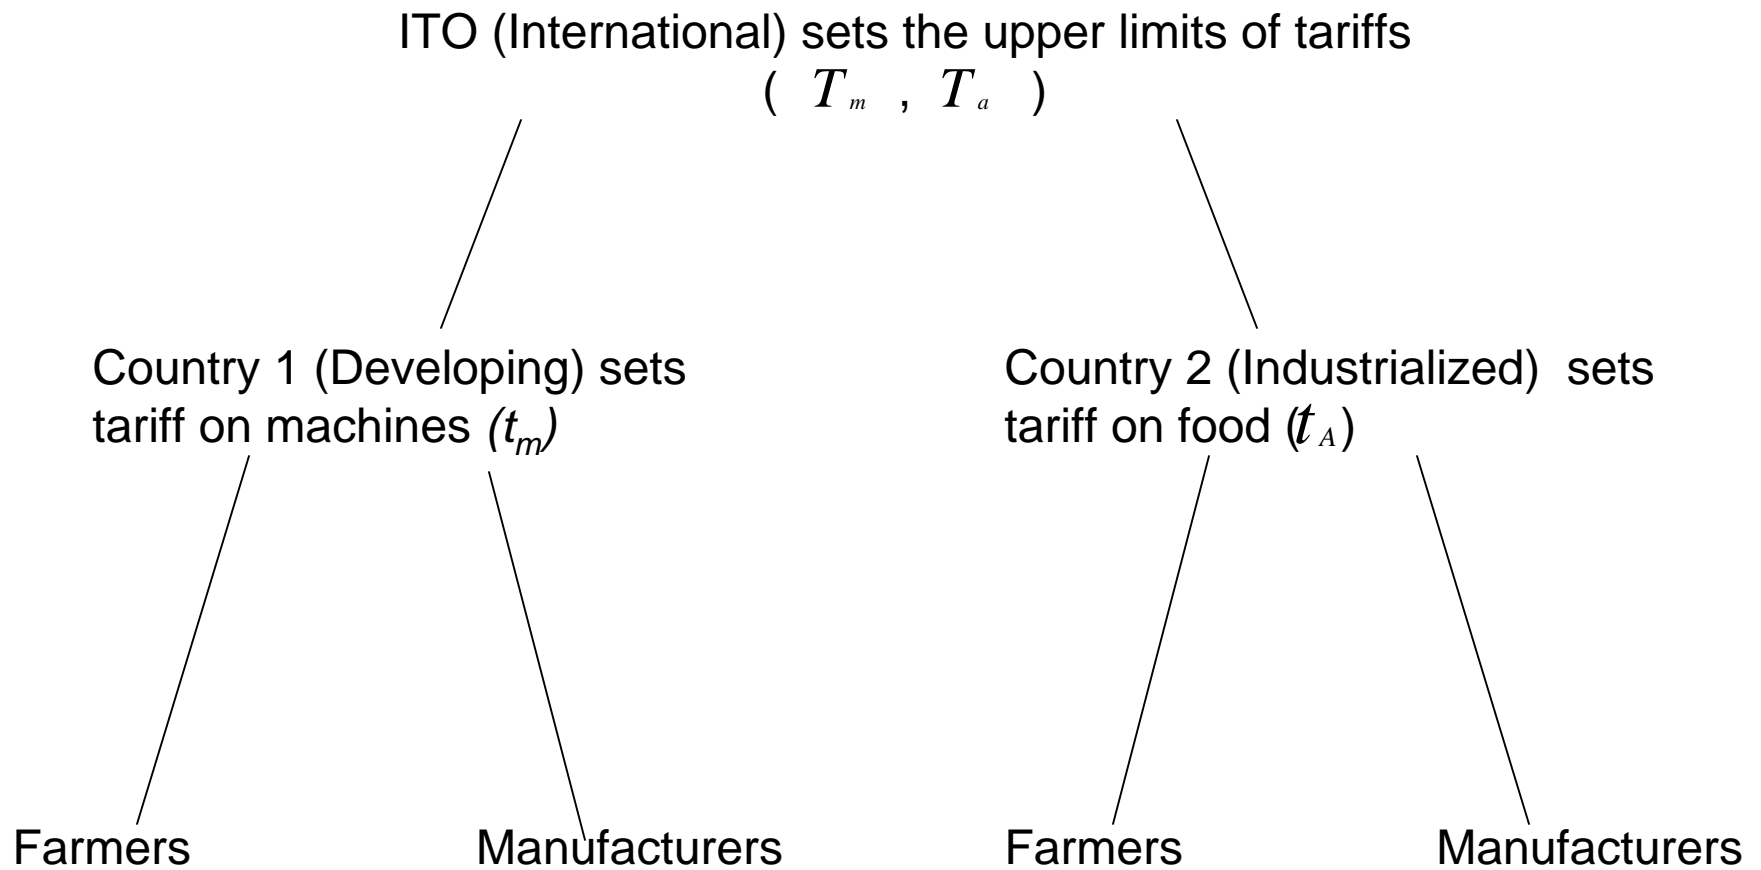 ITO (International) sets the upper limits of tariffs
( T_m , T_a )
Country 1 (Developing) sets
tariff on machines (t_m)
Country 2 (Industrialized) sets
tariff on food (t_A)
Farmers
Manufacturers
Farmers
Manufacturers